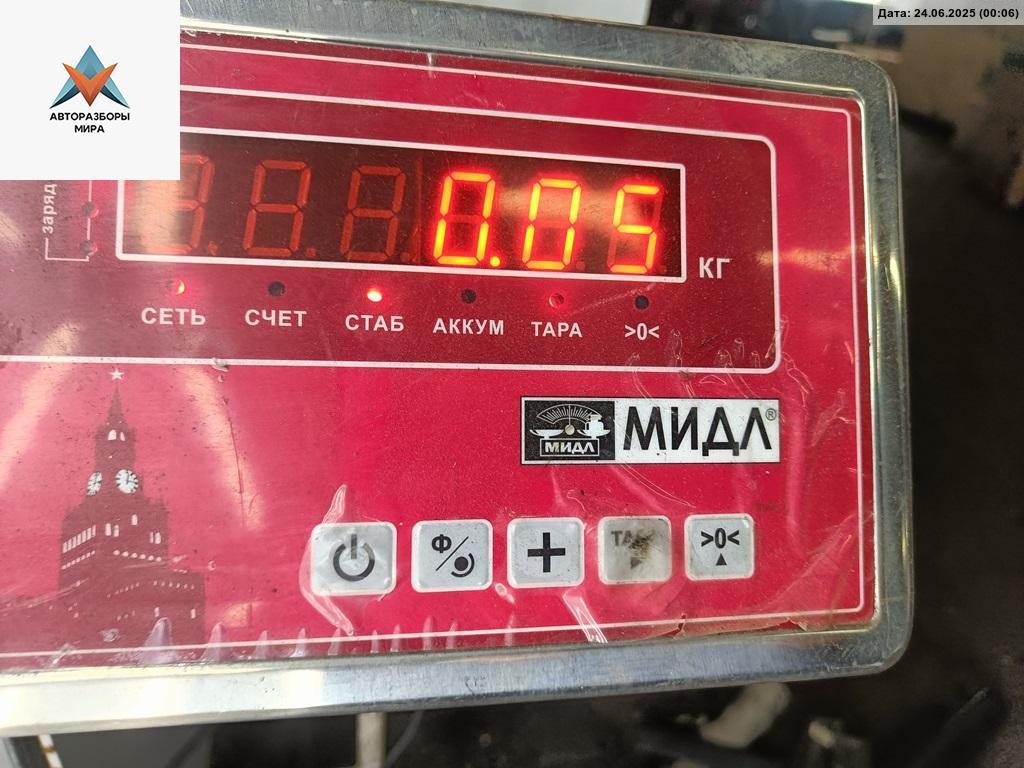 Дата: 24.06.2025 (00:06)
АВТОРАЗБОРЫ
МИРА
заряд
0.05
КГ
СЕТЬ СЧЕТ СТАБ АККУМ ТАРА >0<
МИДЛ МИДЛ®
Ф + >0<